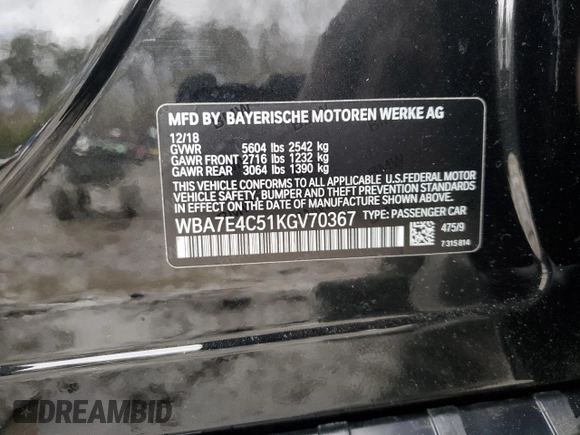 MFD BY BAYERISCHE MOTOREN WERKE AG
12/18
GVWR 5604 lbs 2542 kg
GAWR FRONT 2716 lbs 1232 kg
GAWR REAR 3064 lbs 1390 kg
THIS VEHICLE CONFORMS TO ALL APPLICABLE U.S.FEDERAL MOTOR
VEHICLE SAFETY, BUMPER AND THEFT PREVENTION STANDARDS
IN EFFECT ON THE DATE OF MANUFACTURE SHOWN ABOVE.
WBA7E4C51KGV70367 TYPE: PASSENGER CAR
475/9
7315814
DREAMBID